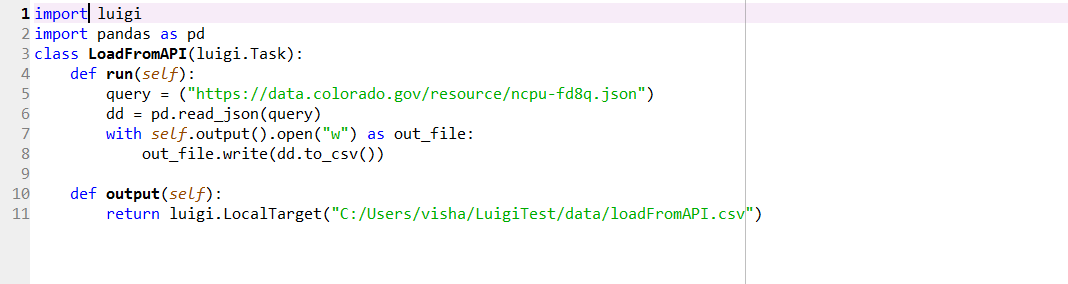 1 import luigi
2 import pandas as pd
3 class LoadFromAPI(luigi.Task):
4     def run(self):
5         query = ("https://data.colorado.gov/resource/ncpu-fd8q.json")
6         dd = pd.read_json(query)
7         with self.output().open("w") as out_file:
8             out_file.write(dd.to_csv())
9
10     def output(self):
11         return luigi.LocalTarget("C:/Users/visha/LuigiTest/data/loadFromAPI.csv")